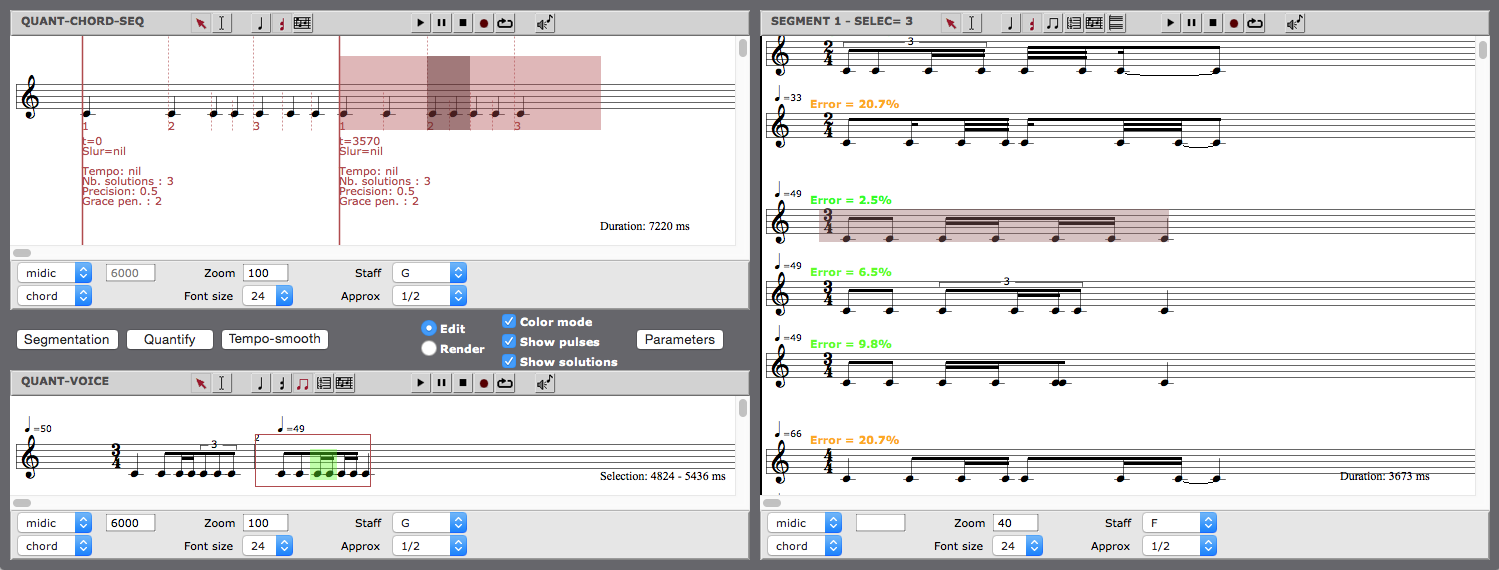 QUANT-CHORD-SEQ
1 2 3 1 2 3
t=0 t=3570
Slur=nil Slur=nil
Tempo: nil Tempo: nil
Nb. solutions : 3 Nb. solutions : 3
Precision: 0.5 Precision: 0.5
Grace pen. : 2 Grace pen. : 2
Duration: 7220 ms
midic 6000 Zoom 100 Staff G
chord Font size 24 Approx 1/2
Segmentation Quantify Tempo-smooth
Edit
Render
Color mode
Show pulses
Show solutions
Parameters
QUANT-VOICE
=50 =49
3 4 3 2
Selection: 4824 - 5436 ms
midic 6000 Zoom 100 Staff G
chord Font size 24 Approx 1/2
SEGMENT 1 - SELEC= 3
3
2 4
=33 Error = 20.7%
2 4
=49 Error = 2.5%
3 4
=49 Error = 6.5%
3
3 4
=49 Error = 9.8%
3 4
=66 Error = 20.7%
4 4
Duration: 3673 ms
midic Zoom 40 Staff F
chord Font size 24 Approx 1/2